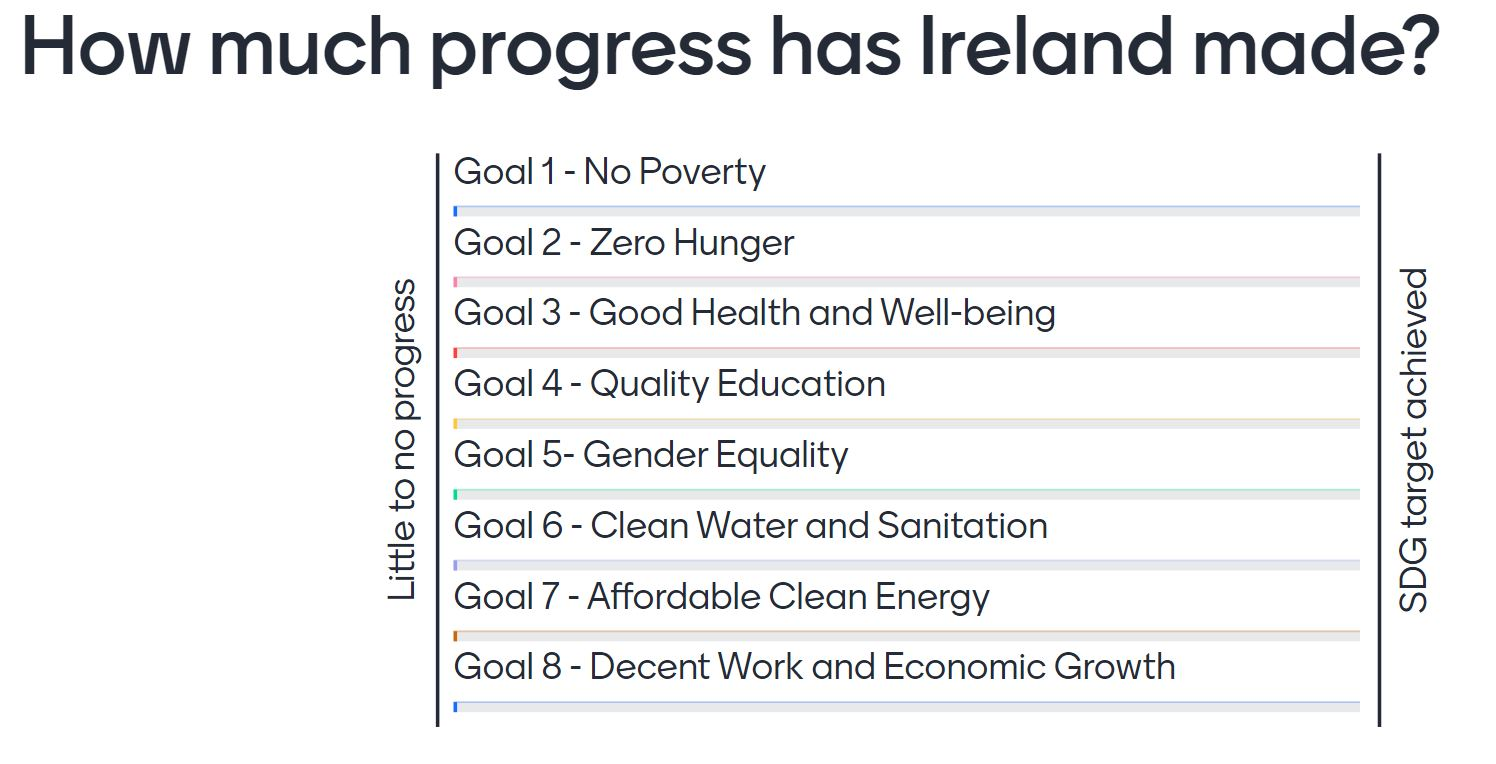 How much progress has Ireland made?
Little to no progress
Goal 1 - No Poverty
Goal 2 - Zero Hunger
Goal 3 - Good Health and Well-being
Goal 4 - Quality Education
Goal 5- Gender Equality
Goal 6 - Clean Water and Sanitation
Goal 7 - Affordable Clean Energy
Goal 8 - Decent Work and Economic Growth
SDG target achieved